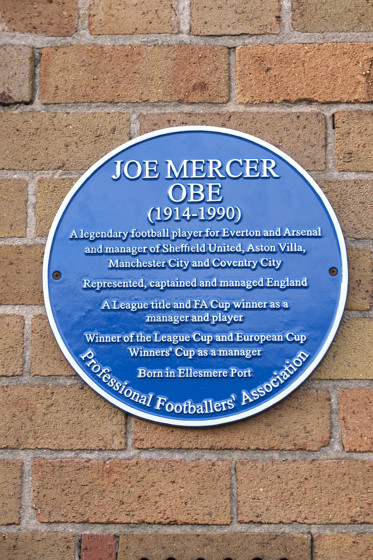 JOE MERCER
OBE
(1914-1990)
A legendary football player for Everton and Arsenal
and manager of Sheffield United, Aston Villa,
Manchester City and Coventry City
Represented, captained and managed England
A League title and FA Cup winner as a
manager and player
Winner of the League Cup and European Cup
Winners' Cup as a manager
Born in Ellesmere Port
Professional Footballers' Association